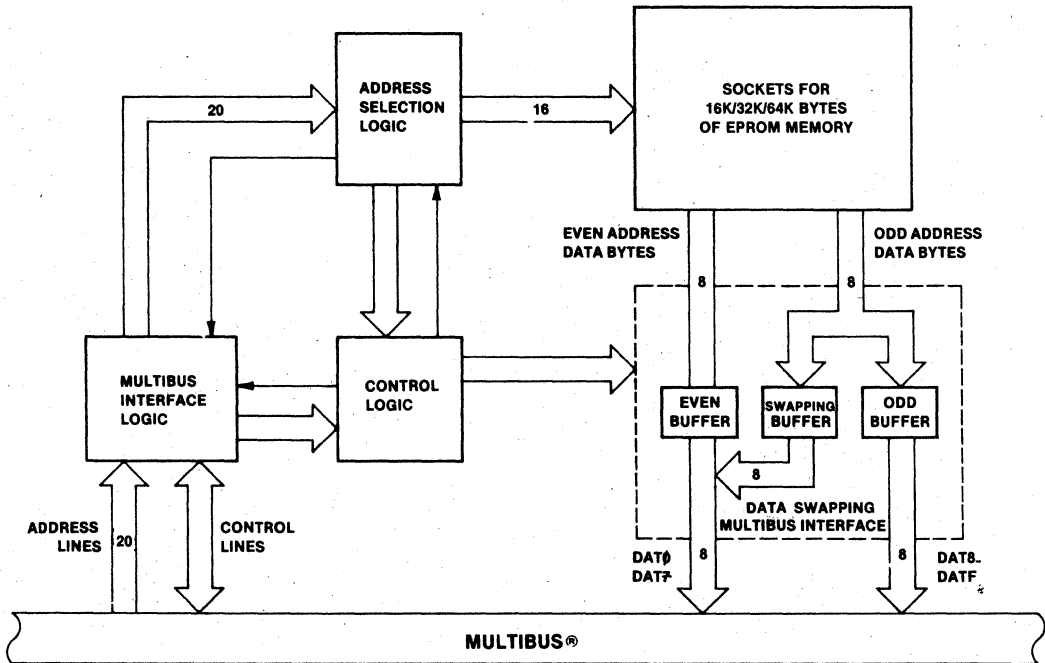 ADDRESS
SELECTION
LOGIC
20
16
SOCKETS FOR
16K/32K/64K BYTES
OF EPROM MEMORY
EVEN ADDRESS
DATA BYTES
ODD ADDRESS
DATA BYTES
8
8
MULTIBUS
INTERFACE
LOGIC
CONTROL
LOGIC
EVEN
BUFFER
SWAPPING
BUFFER
ODD
BUFFER
8
DATA SWAPPING
MULTIBUS INTERFACE
ADDRESS
LINES
20
CONTROL
LINES
DAT0
DAT7
8
8
DAT8-
DATF
MULTIBUS®